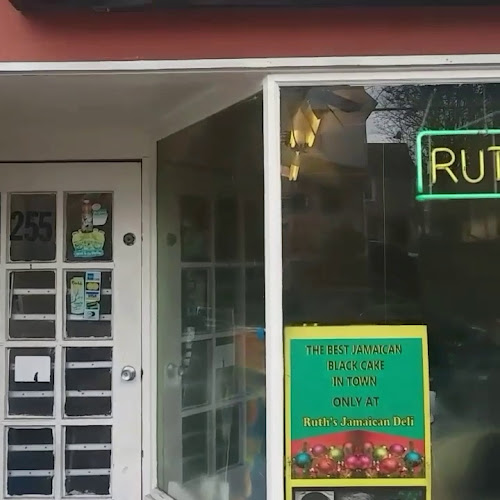 RUT
255
THE BEST JAMAICAN
BLACK CAKE
IN TOWN
ONLY AT
Ruth's Jamaican Deli